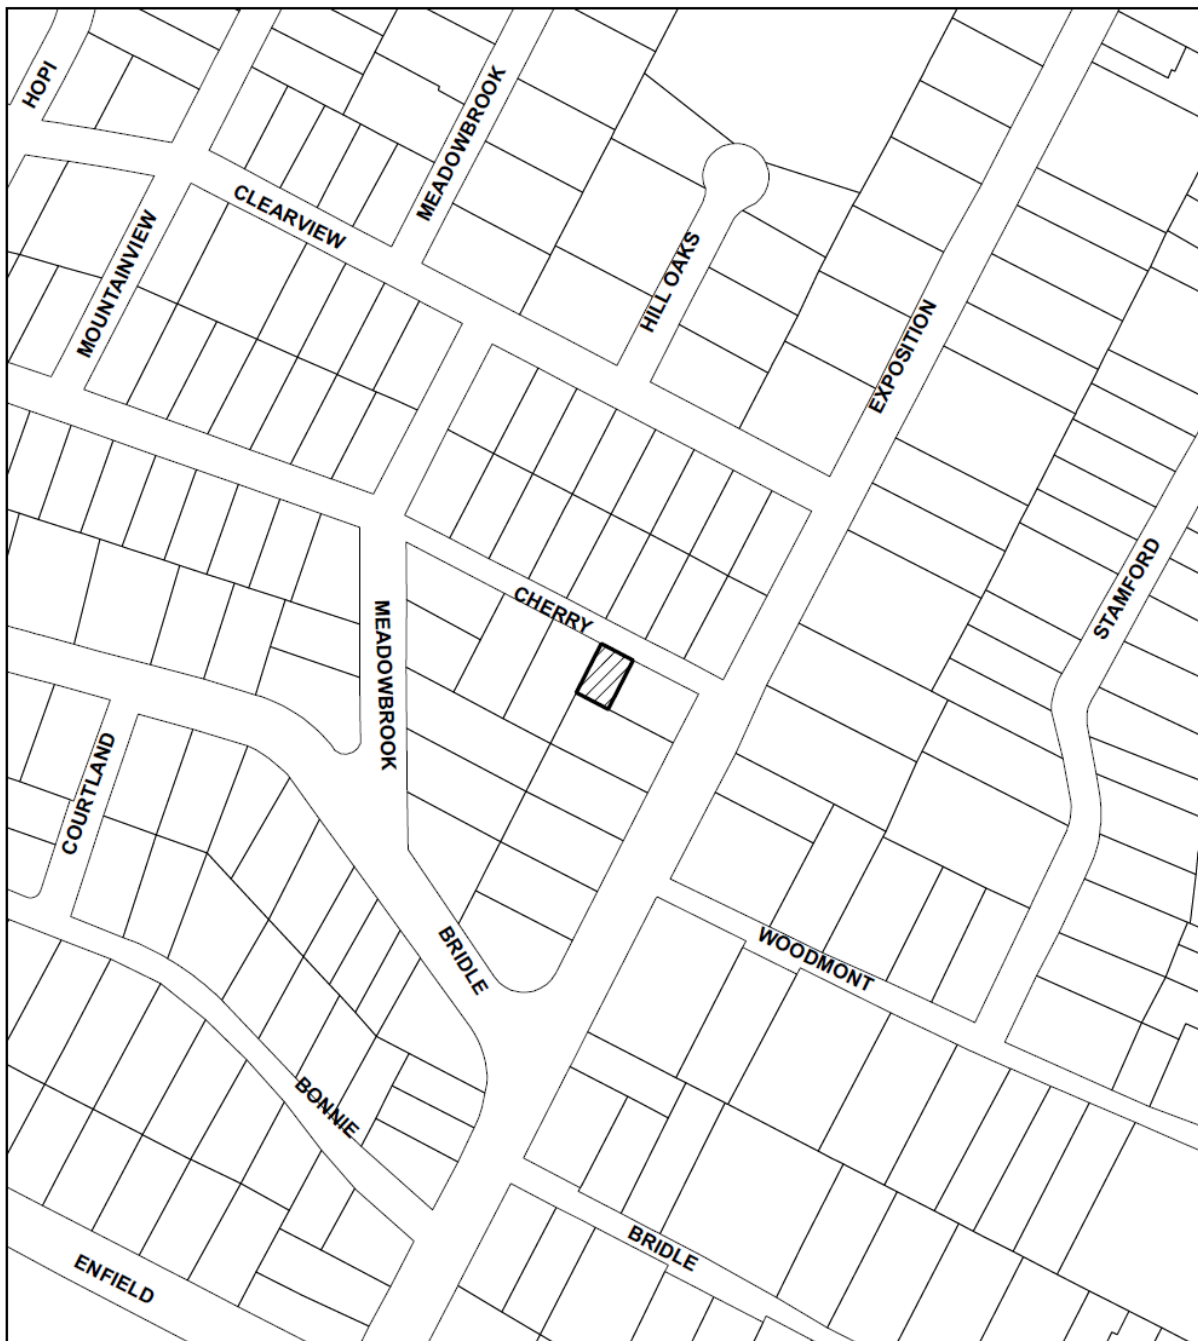 HOPI
MEADOWBROOK
CLEARVIEW
MOUNTAINVIEW
HILL OAKS
EXPOSITION
STAMFORD
CHERRY
MEADOWBROOK
COURTLAND
BRIDLE
WOODMONT
BONNIE
BRIDLE
ENFIELD